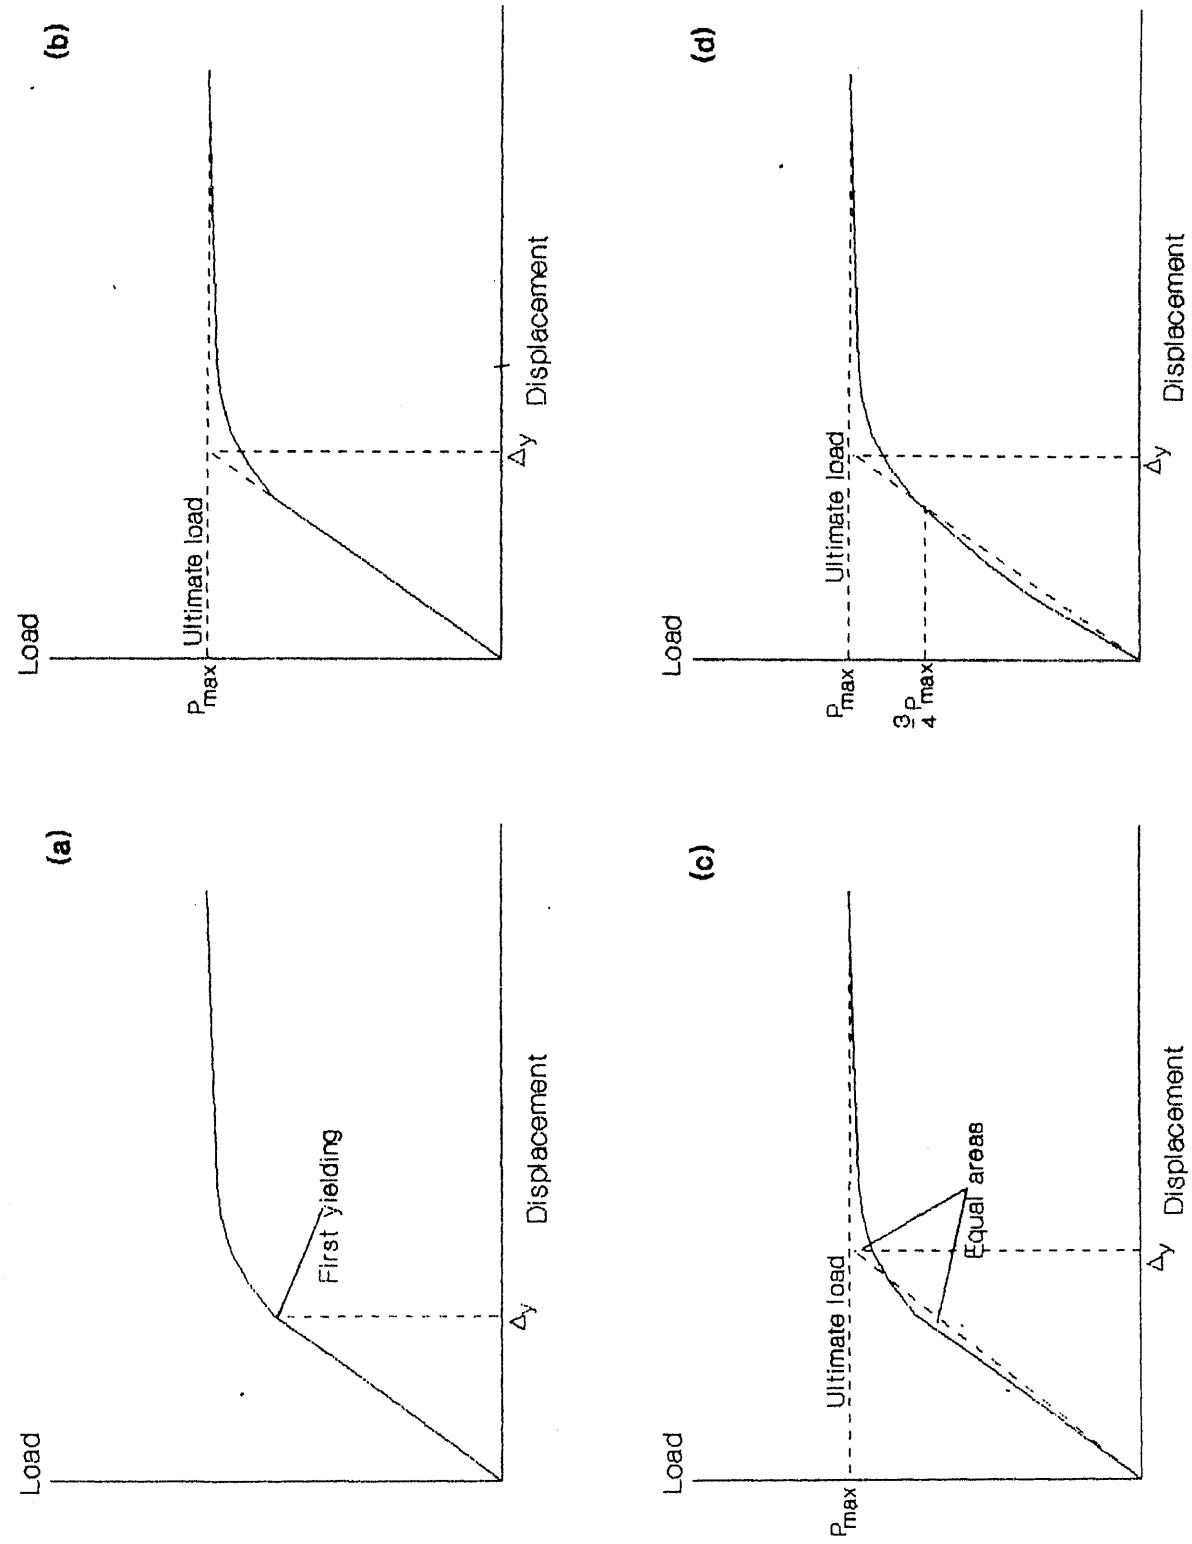 (a)
Load
First yielding
Δy
Displacement
(b)
Load
Ultimate load
Pmax
Δy
Displacement
(c)
Load
Ultimate load
Pmax
Equal areas
Δy
Displacement
(d)
Load
Ultimate load
Pmax
3/4 Pmax
Δy
Displacement